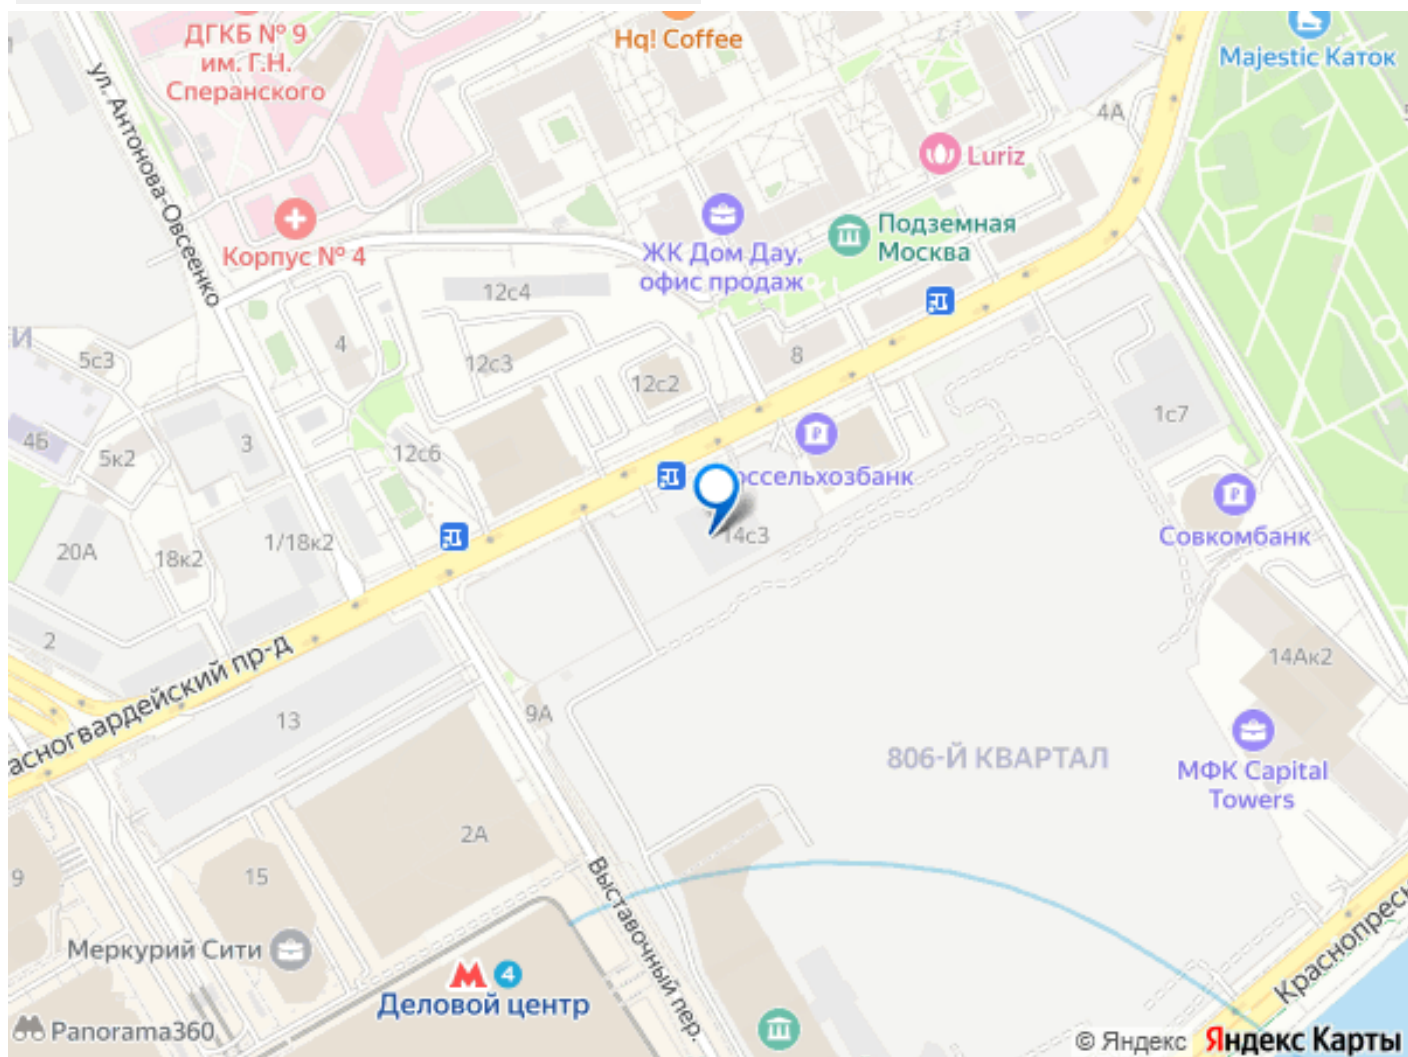 ДГКБ № 9
им. Г.Н.
Сперанского
Hq! Coffee
Majestic Каток
4А
ул. Антонова-Овсеенко
Luriz
Корпус № 4
ЖК Дом Дау,
офис продаж
Подземная
Москва
12с4
5с3
4
12с3
12с2
8
1с7
4Б
5к2
3
12с6
оссельхозбанк
Совкомбанк
14с3
20А
18к2
1/18к2
2
асногвардейский пр-д
14Ак2
13
9А
806-Й КВАРТАЛ
МФК Capital
Towers
2А
9
15
Выставочный пер.
Краснопресн
Меркурий Сити
М 4
Деловой центр
Panorama360
© Яндекс Яндекс Карты